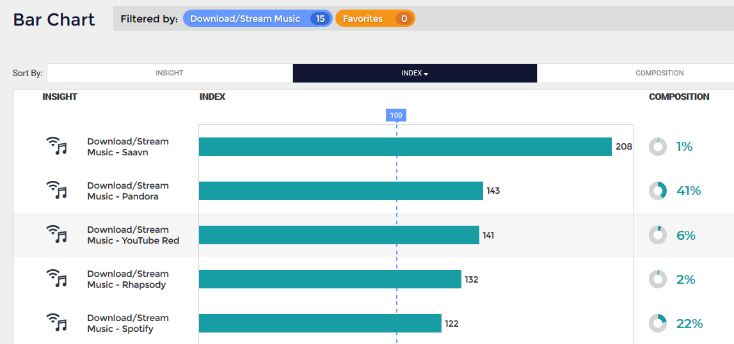 Bar Chart
Filtered by:
Download/Stream Music 15
Favorites 0
Sort By:
INSIGHT
INDEX
COMPOSITION
INSIGHT INDEX COMPOSITION
100
Download/Stream
Music - Saavn
208
1%
Download/Stream
Music - Pandora
143
41%
Download/Stream
Music - YouTube Red
141
6%
Download/Stream
Music - Rhapsody
132
2%
Download/Stream
Music - Spotify
122
22%